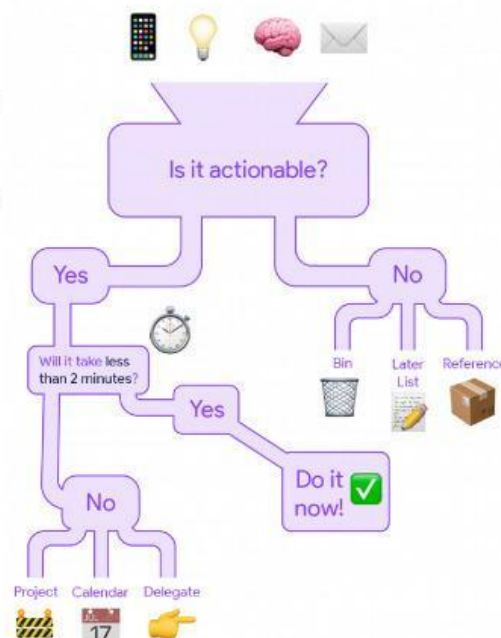 Is it actionable?
Yes
No
Will it take less
than 2 minutes?
Yes
Do it
now!
No
Bin
Later
List
Reference
Project
Calendar
Delegate
JUL
17